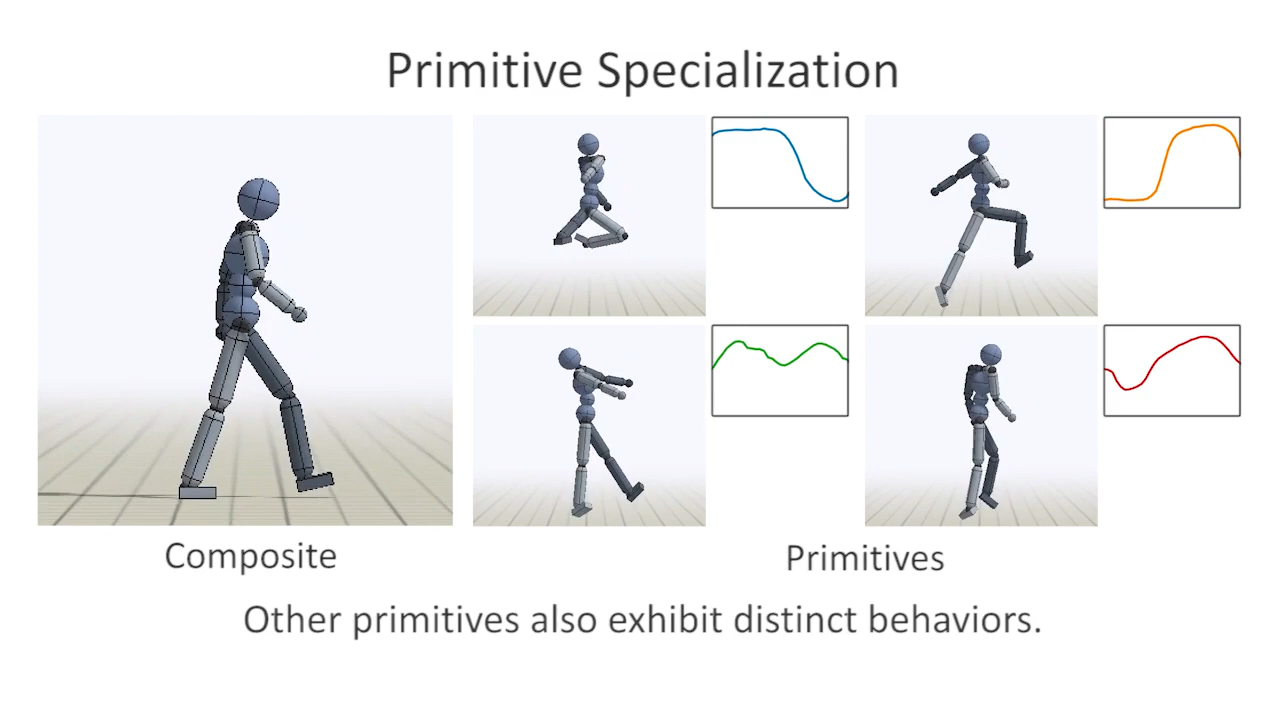 Primitive Specialization
Composite
Primitives
Other primitives also exhibit distinct behaviors.